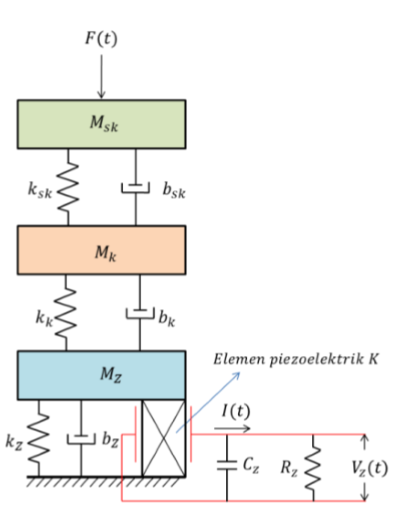 F(t)
M_sk
k_sk b_sk
M_k
k_k b_k
Elemen piezoelektrik K
M_Z
I(t)
k_Z b_Z C_z R_z V_z(t)